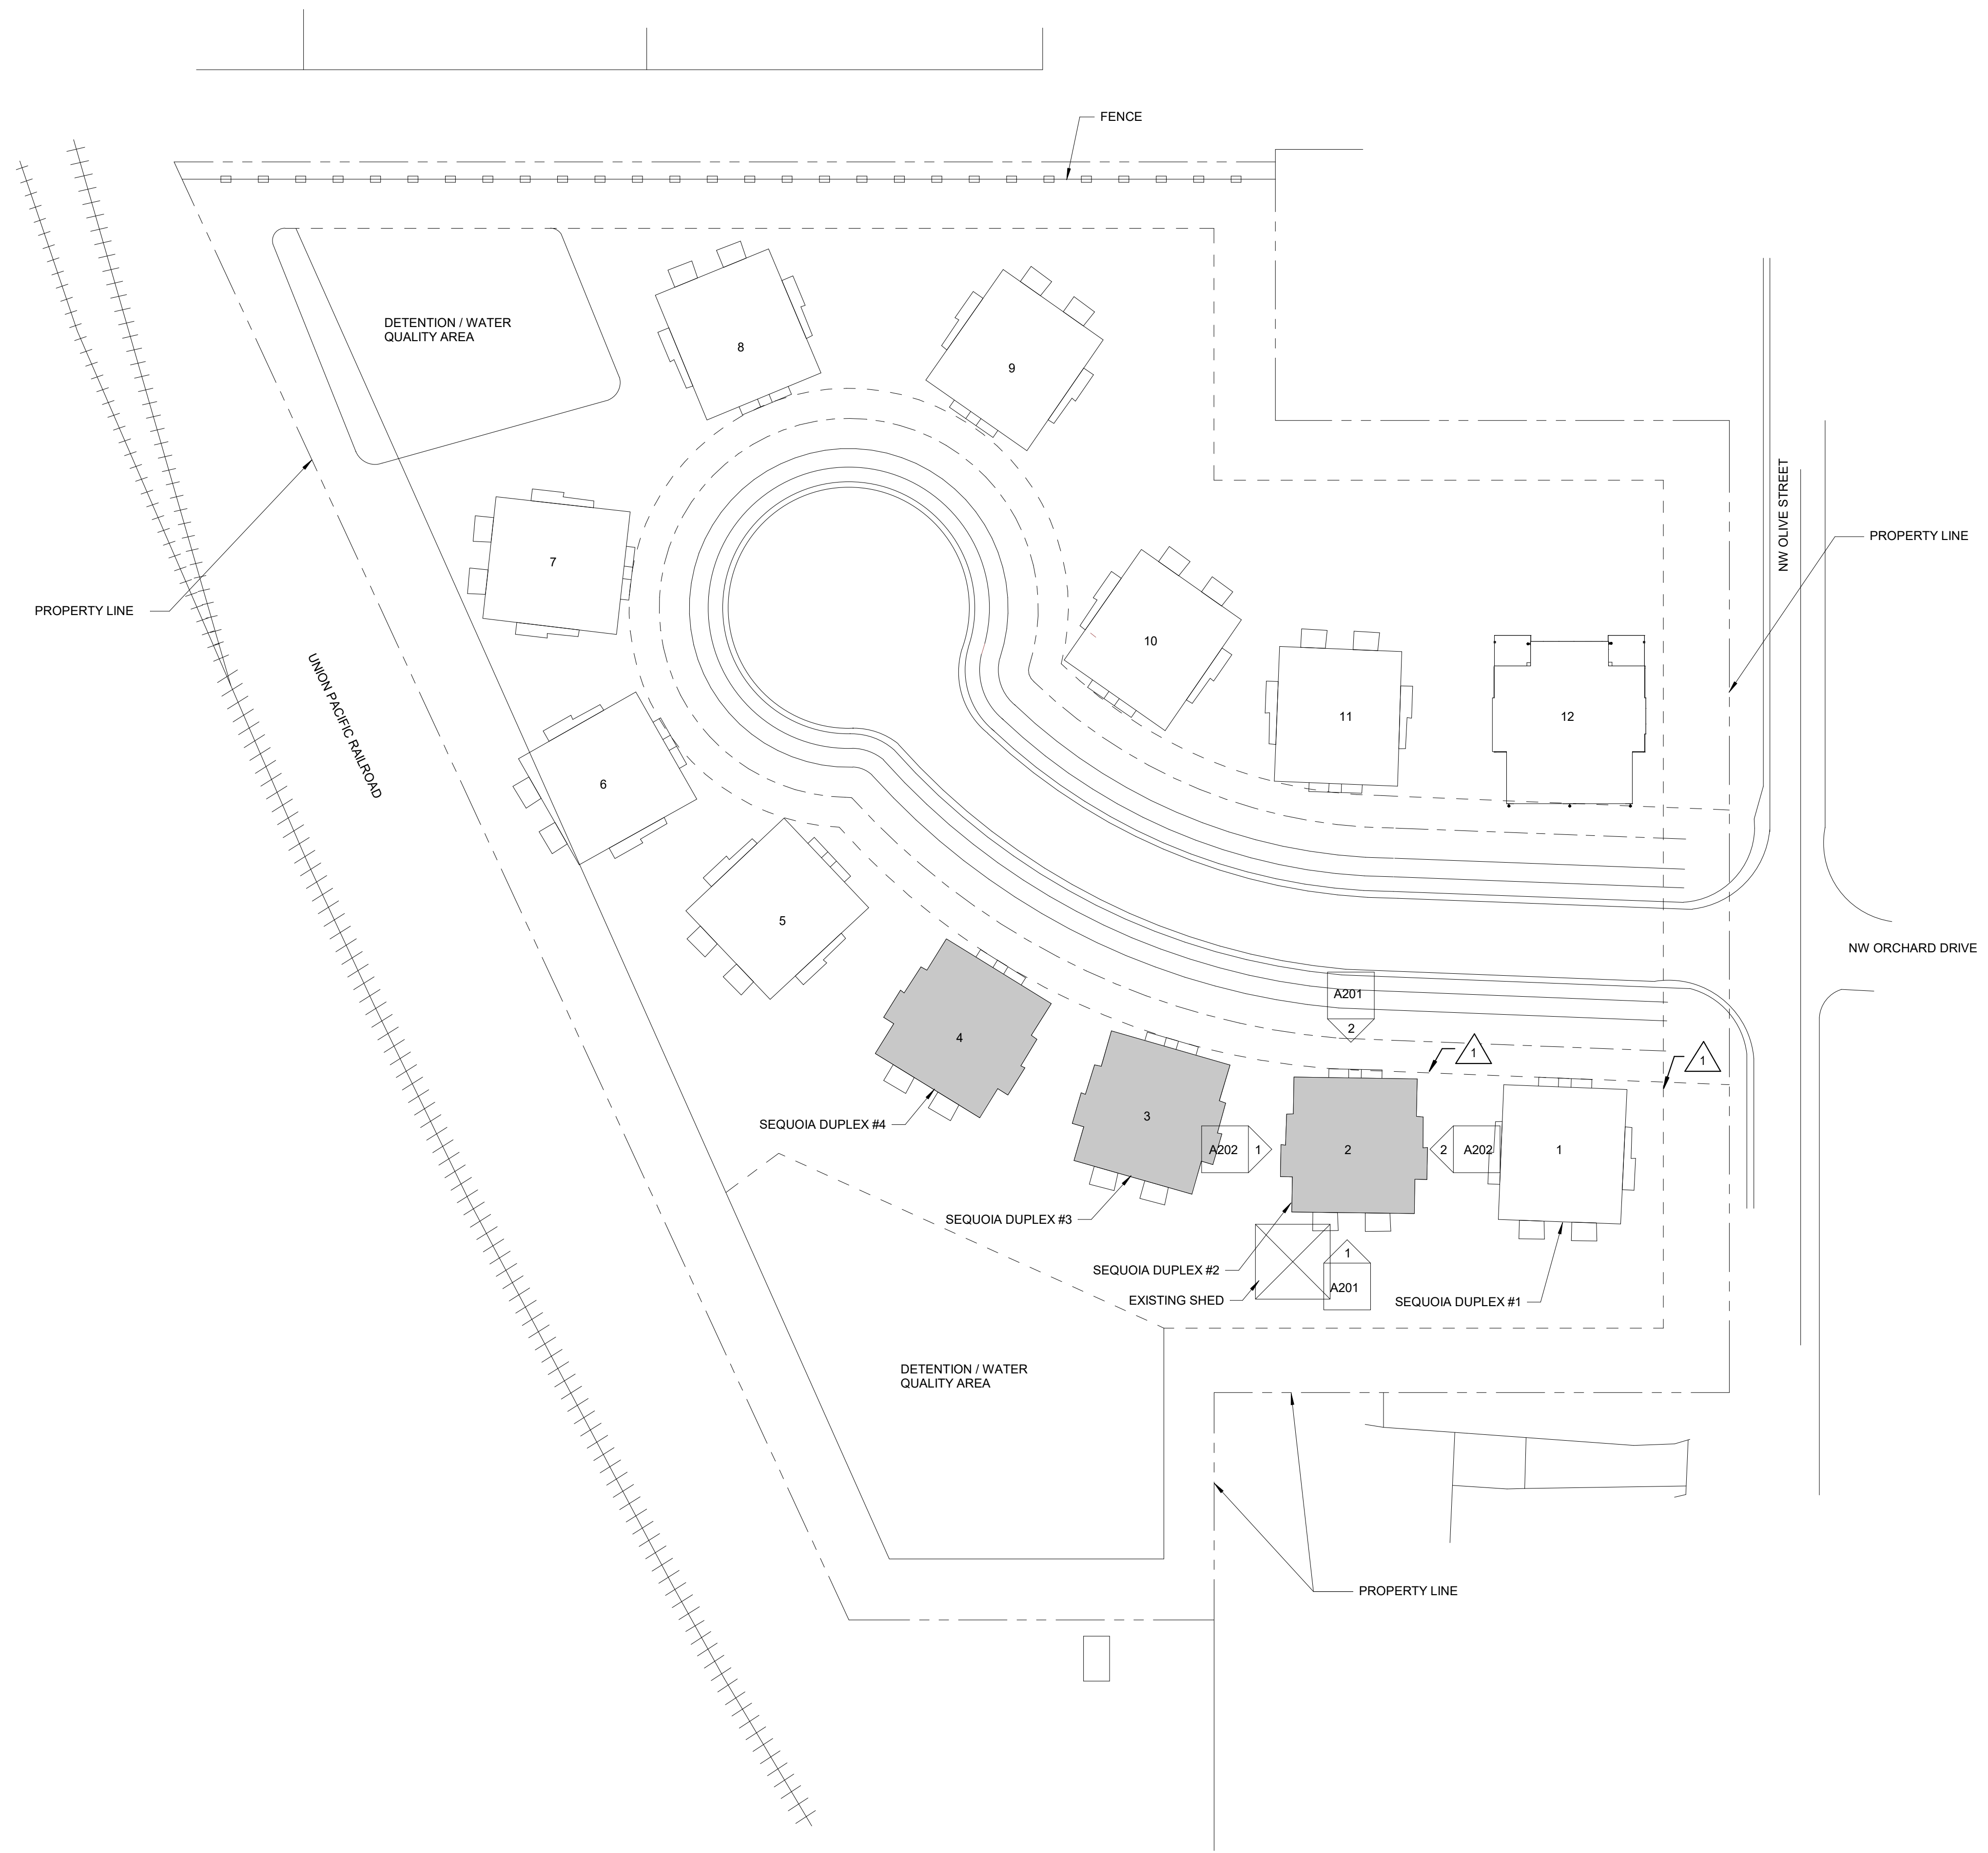 FENCE
DETENTION / WATER
QUALITY AREA
8
9
NW OLIVE STREET
PROPERTY LINE
7
PROPERTY LINE
10
UNION PACIFIC RAILROAD
11
12
6
5
NW ORCHARD DRIVE
A201
2
4
1
1
3
SEQUOIA DUPLEX #4
A202
1
2
2
A202
1
SEQUOIA DUPLEX #3
1
SEQUOIA DUPLEX #2
A201
EXISTING SHED
SEQUOIA DUPLEX #1
DETENTION / WATER
QUALITY AREA
PROPERTY LINE